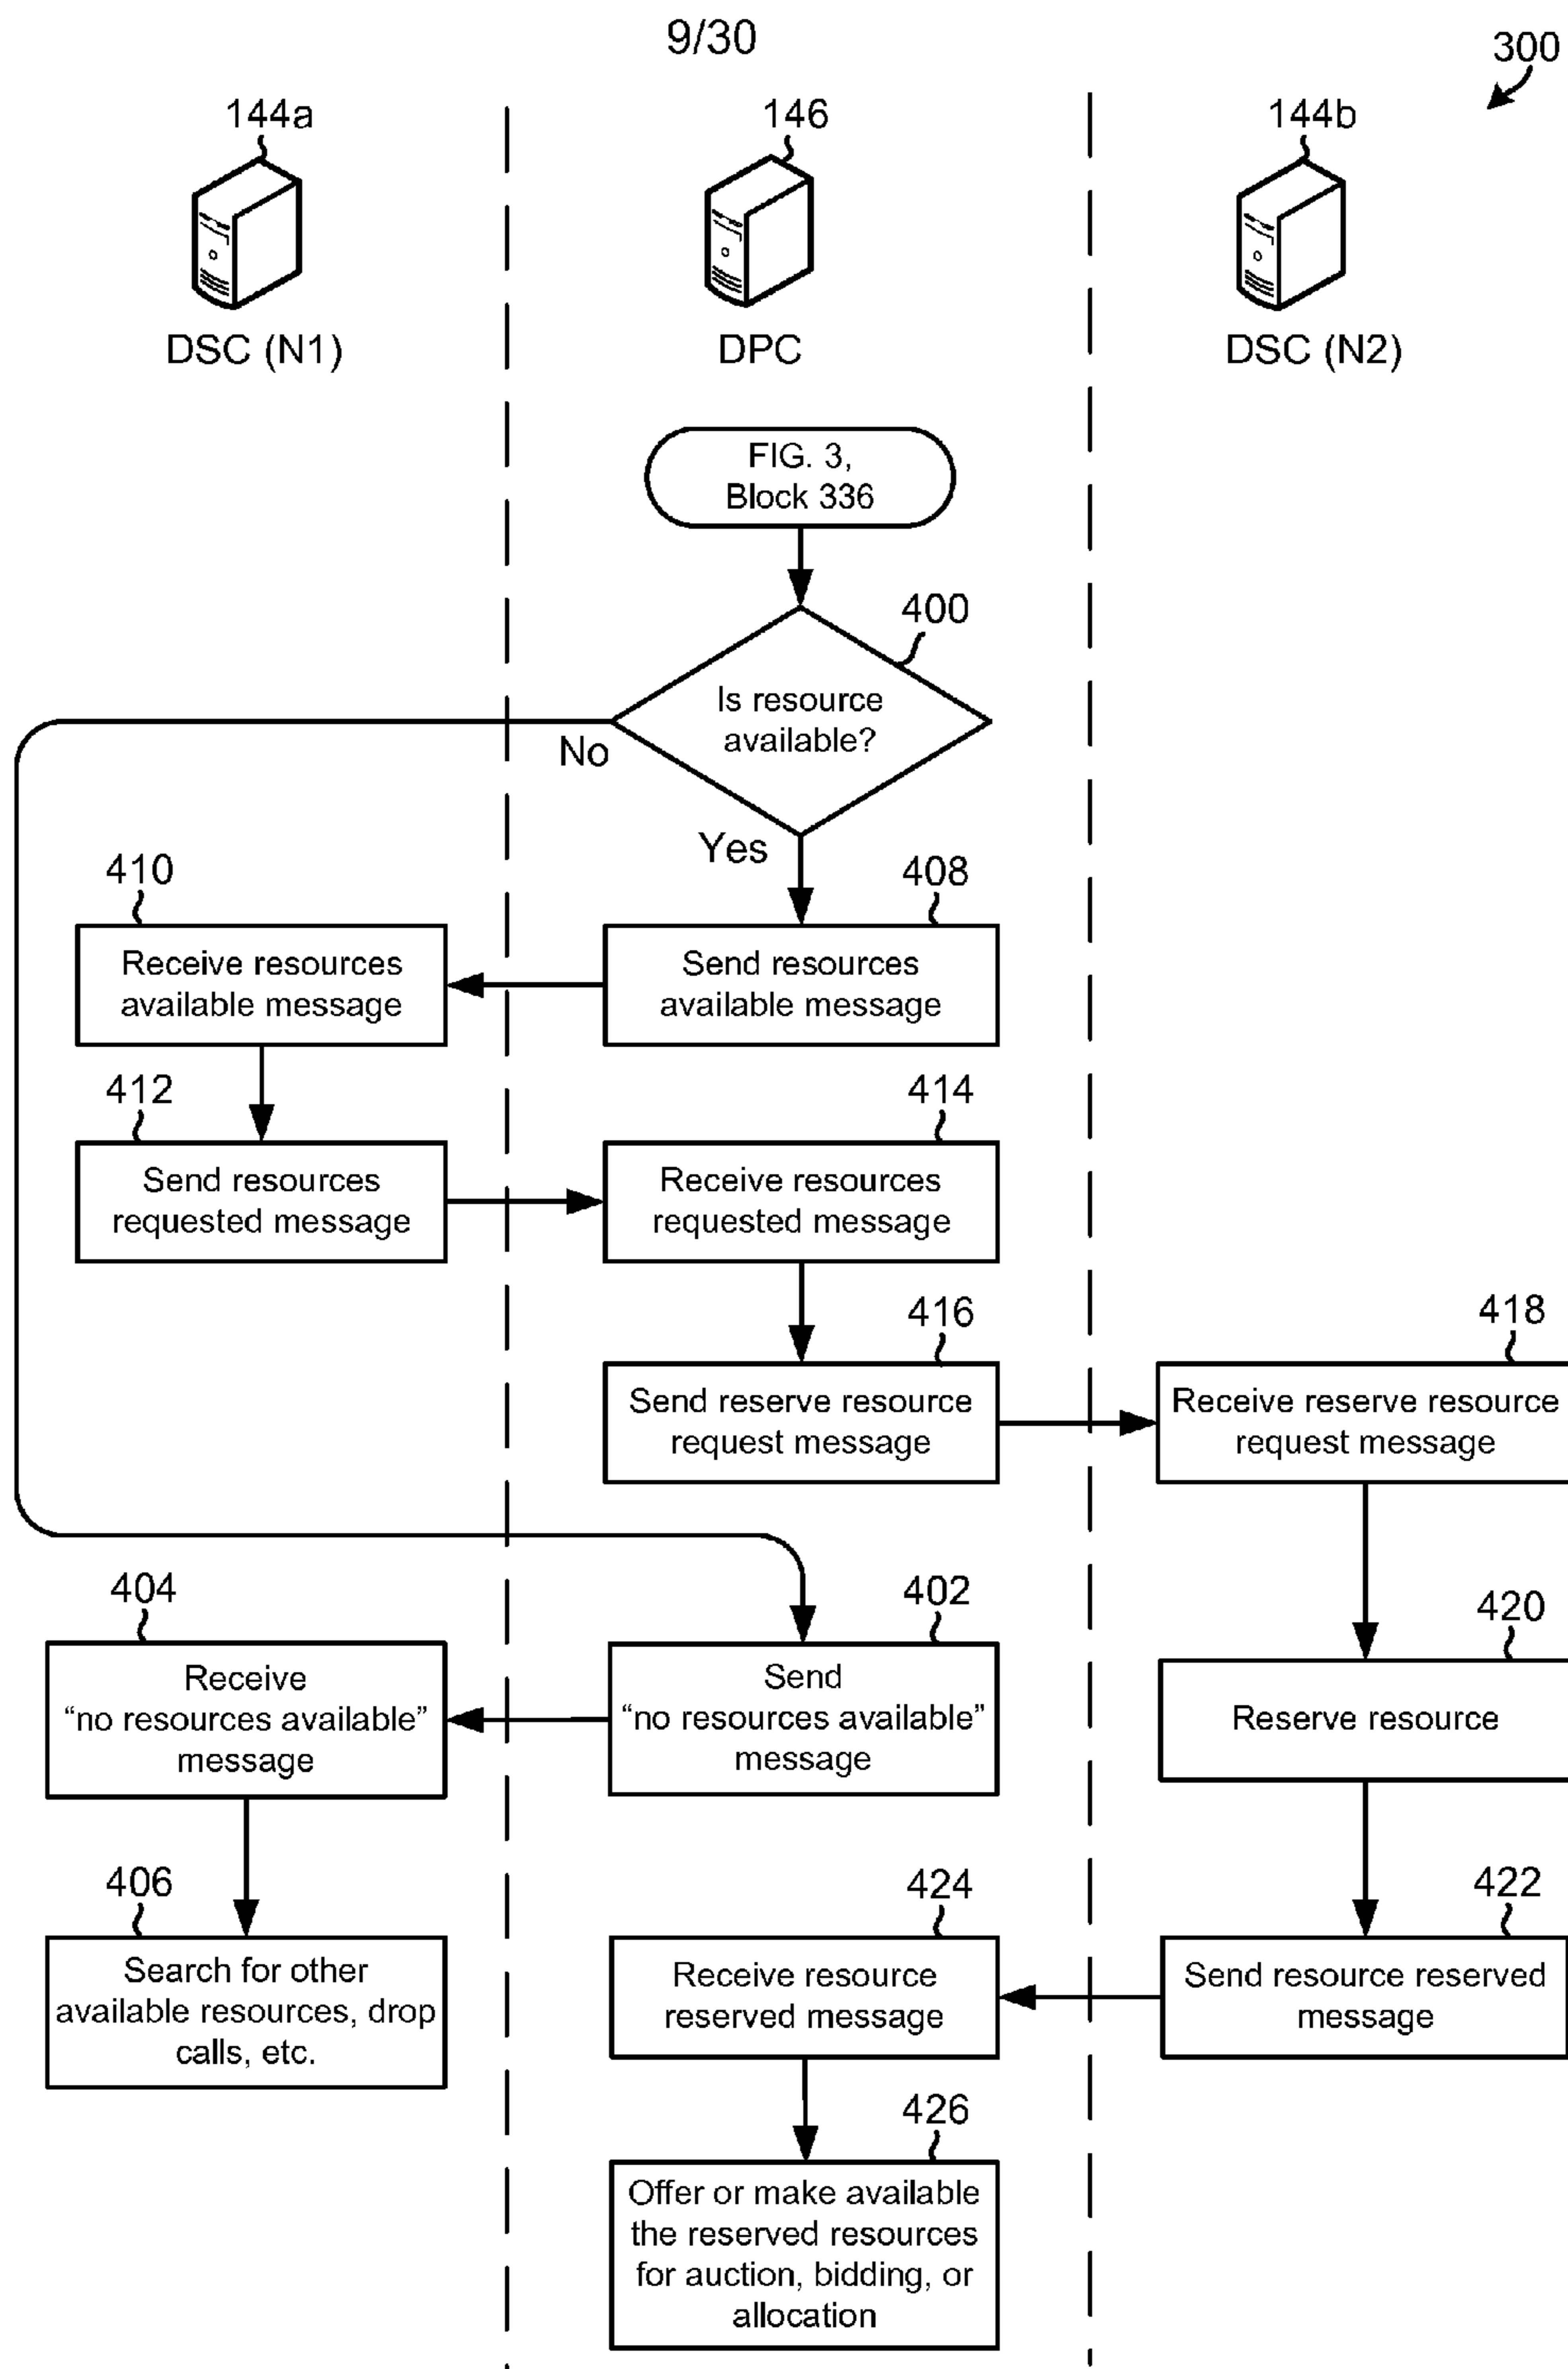 9/30
300
144a
146
144b
DSC (N1)
DPC
DSC (N2)
FIG. 3,
Block 336
400
Is resource
available?
No
Yes
410
408
Receive resources
available message
Send resources
available message
412
414
Send resources
requested message
Receive resources
requested message
416
418
Send reserve resource
request message
Receive reserve resource
request message
404
402
420
Receive
“no resources available”
message
Send
“no resources available”
message
Reserve resource
406
424
422
Search for other
available resources, drop
calls, etc.
Receive resource
reserved message
Send resource reserved
message
426
Offer or make available
the reserved resources
for auction, bidding, or
allocation